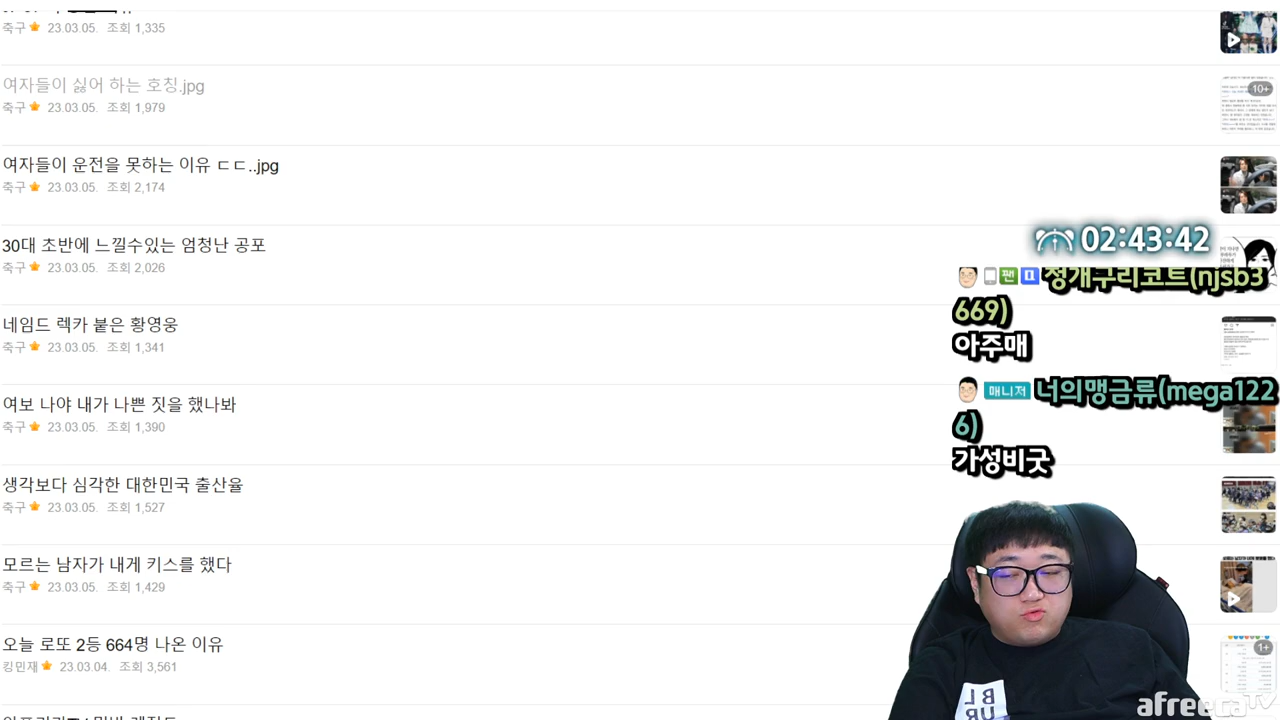 축구 23.03.05. 조회 1,335
여자들이 싫어 하는 호칭.jpg
축구 23.03.05. 조회 1,979
10+
여자들이 운전을 못하는 이유 ㄷㄷ..jpg
축구 23.03.05. 조회 2,174
30대 초반에 느낄수있는 엄청난 공포
축구 23.03.05. 조회 2,026
02:43:42
팬 청개구리코트(njsb3
669)
아주매
네임드 렉카 붙은 황영웅
축구 23.03.05. 조회 1,341
여보 나야 내가 나쁜 짓을 했나봐
축구 23.03.05. 조회 1,390
매니저 너의맹금류(mega122
6)
가성비굿
생각보다 심각한 대한민국 출산율
축구 23.03.05. 조회 1,527
모르는 남자가 내게 키스를 했다
축구 23.03.05. 조회 1,429
오늘 로또 2등 664명 나온 이유
킹민재 23.03.04. 조회 3,561
1+
BL
UR
afreecaTV